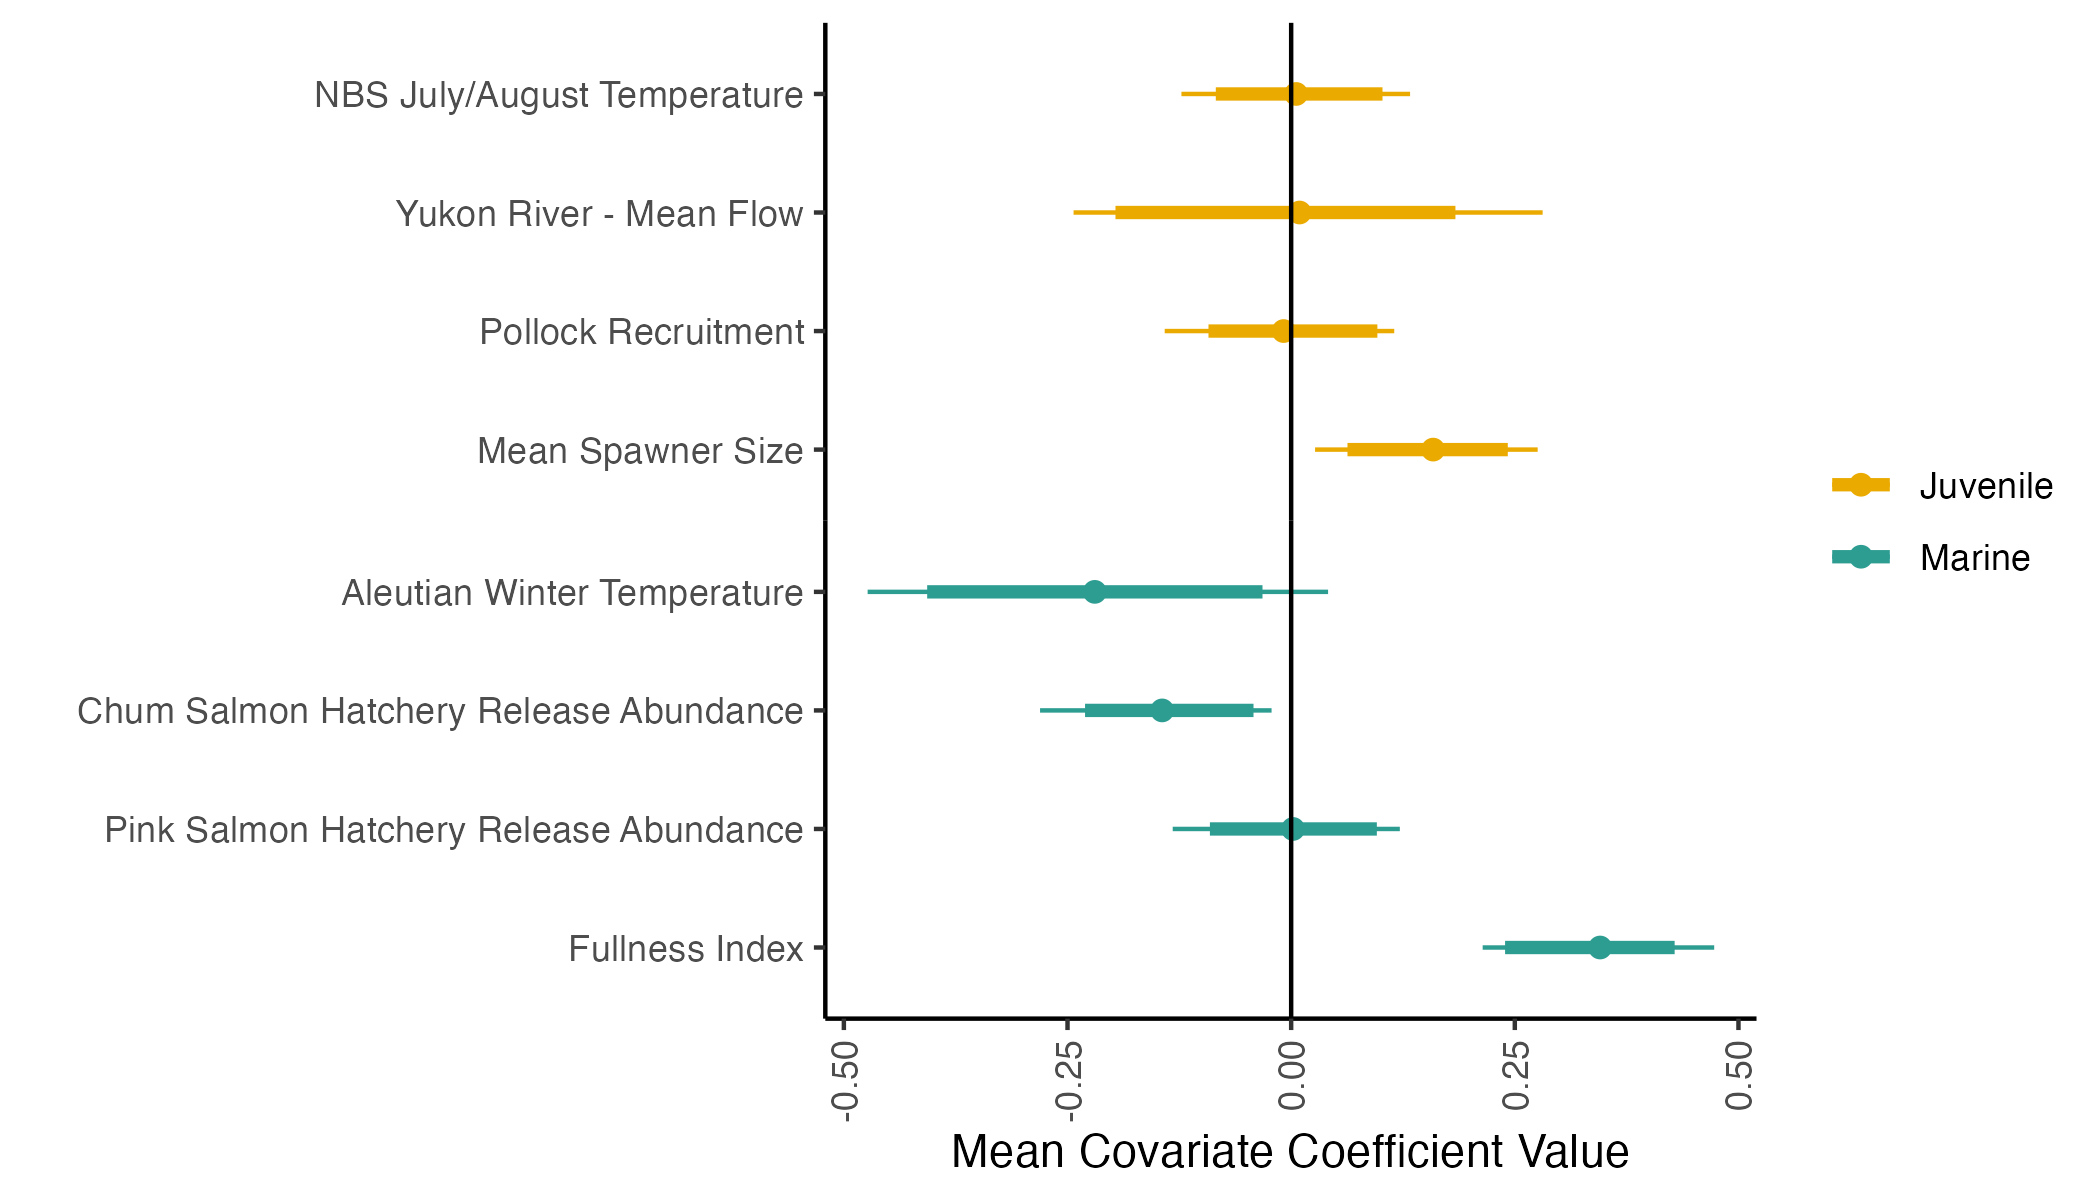 NBS July/August Temperature
Yukon River - Mean Flow
Pollock Recruitment
Mean Spawner Size
Aleutian Winter Temperature
Chum Salmon Hatchery Release Abundance
Pink Salmon Hatchery Release Abundance
Fullness Index
-0.50
-0.25
0.00
0.25
0.50
Mean Covariate Coefficient Value
Juvenile
Marine